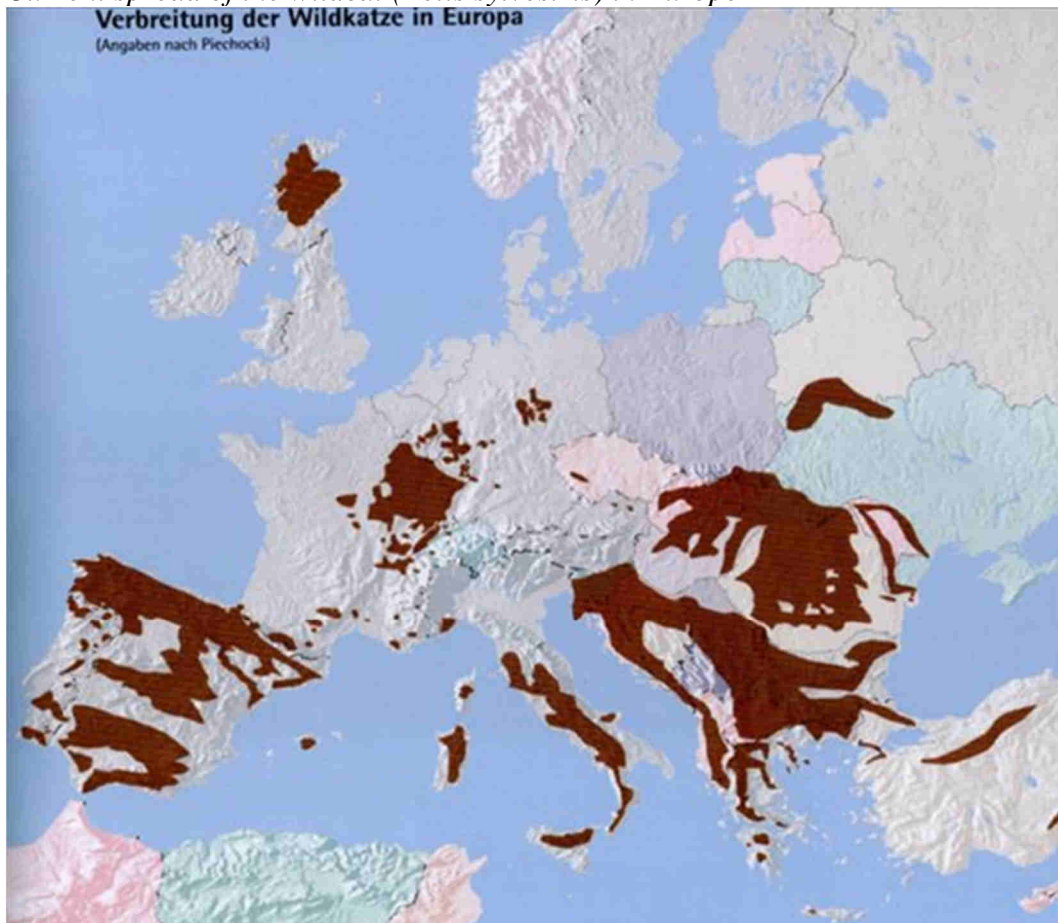 Verbreitung der Wildkatze in Europa
(Angaben nach Piechocki)